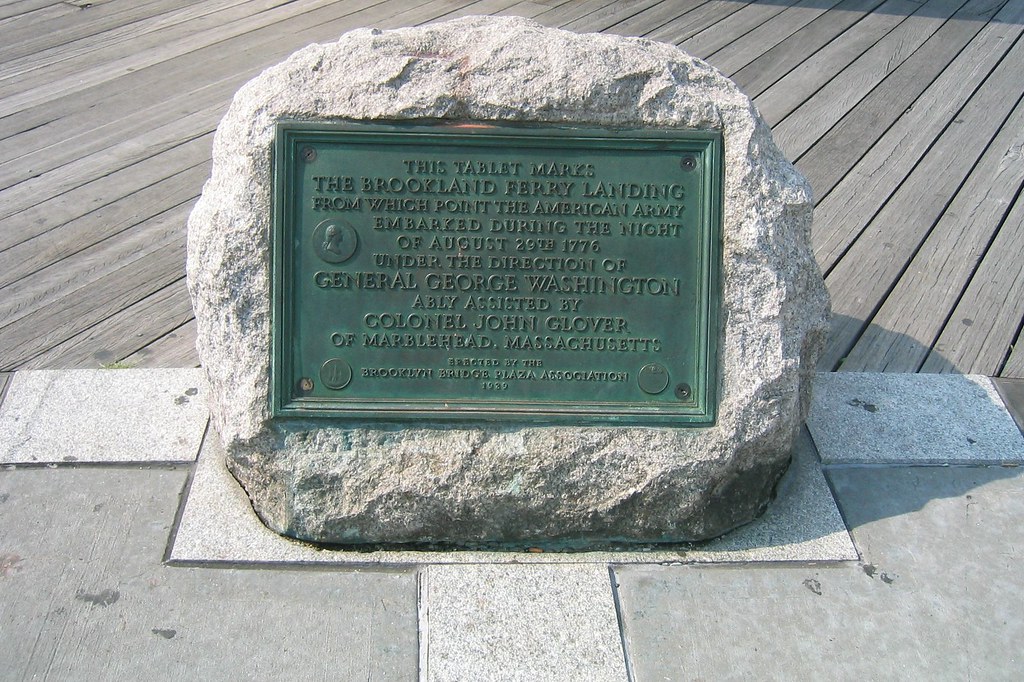 THIS TABLET MARKS
THE BROOKLAND FERRY LANDING
FROM WHICH POINT THE AMERICAN ARMY
EMBARKED DURING THE NIGHT
OF AUGUST 29TH 1776
UNDER THE DIRECTION OF
GENERAL GEORGE WASHINGTON
ABLY ASSISTED BY
COLONEL JOHN GLOVER
OF MARBLEHEAD, MASSACHUSETTS
ERECTED BY THE
BROOKLYN BRIDGE PLAZA ASSOCIATION
1929